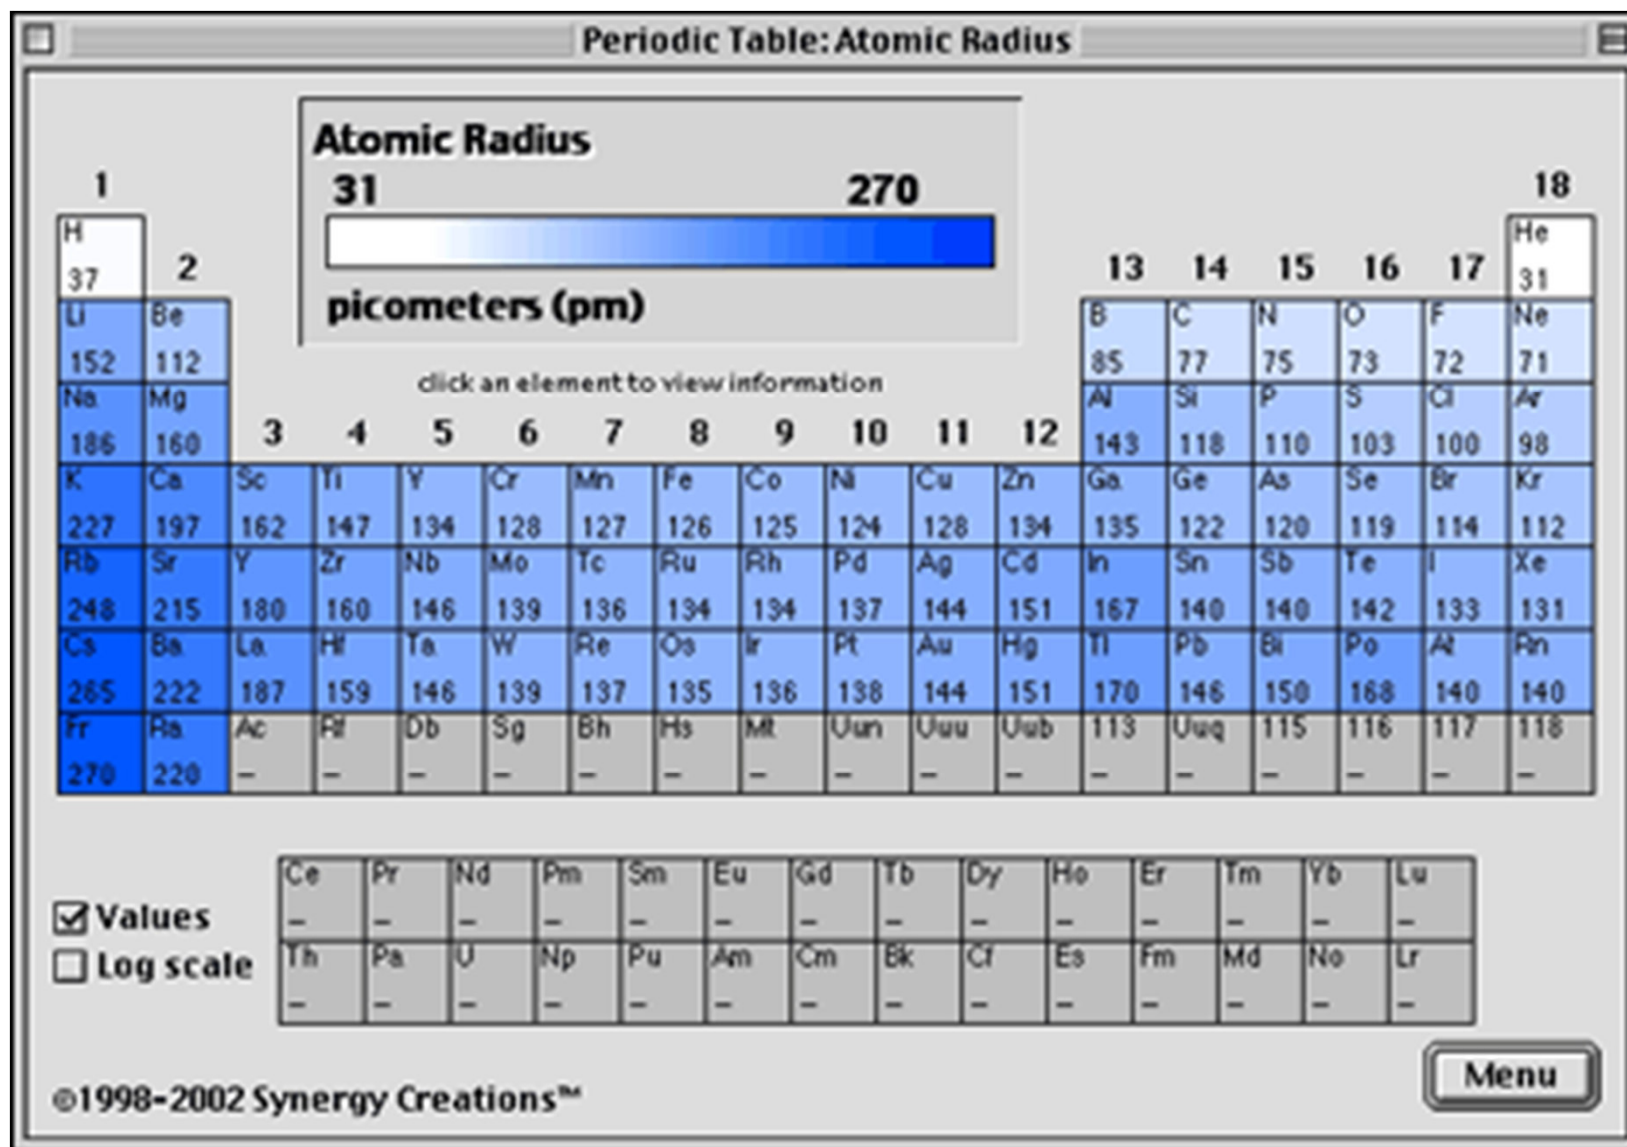 Periodic Table: Atomic Radius
Atomic Radius
31 270
picometers (pm)
click an element to view information
1 18
H He
37 31
2 13 14 15 16 17
Li Be B C N O F Ne
152 112 85 77 75 73 72 71
Na Mg Al Si P S Cl Ar
3 4 5 6 7 8 9 10 11 12
186 160 143 118 110 103 100 98
K Ca Sc Ti V Cr Mn Fe Co Ni Cu Zn Ga Ge As Se Br Kr
227 197 162 147 134 128 127 126 125 124 128 134 135 122 120 119 114 112
Rb Sr Y Zr Nb Mo Tc Ru Rh Pd Ag Cd In Sn Sb Te I Xe
248 215 180 160 146 139 136 134 134 137 144 151 167 140 140 142 133 131
Cs Ba La Hf Ta W Re Os Ir Pt Au Hg Tl Pb Bi Po At Rn
265 222 187 159 146 139 137 135 136 138 144 151 170 146 150 168 140 140
Fr Ra Ac Rf Db Sg Bh Hs Mt Uun Uuu Uub 113 Uuq 115 116 117 118
270 220 – – – – – – – – – – – – – – – –
Ce Pr Nd Pm Sm Eu Gd Tb Dy Ho Er Tm Yb Lu
– – – – – – – – – – – – – –
Th Pa U Np Pu Am Cm Bk Cf Es Fm Md No Lr
– – – – – – – – – – – – – –
Values
Log scale
©1998-2002 Synergy Creations™
Menu